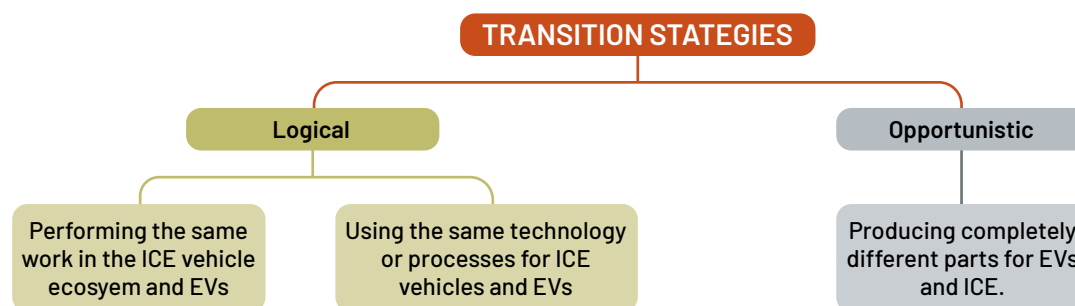 TRANSITION STATEGIES
Logical
Opportunistic
Performing the same
work in the ICE vehicle
ecosyem and EVs
Using the same technology
or processes for ICE
vehicles and EVs
Producing completely
different parts for EVs
and ICE.